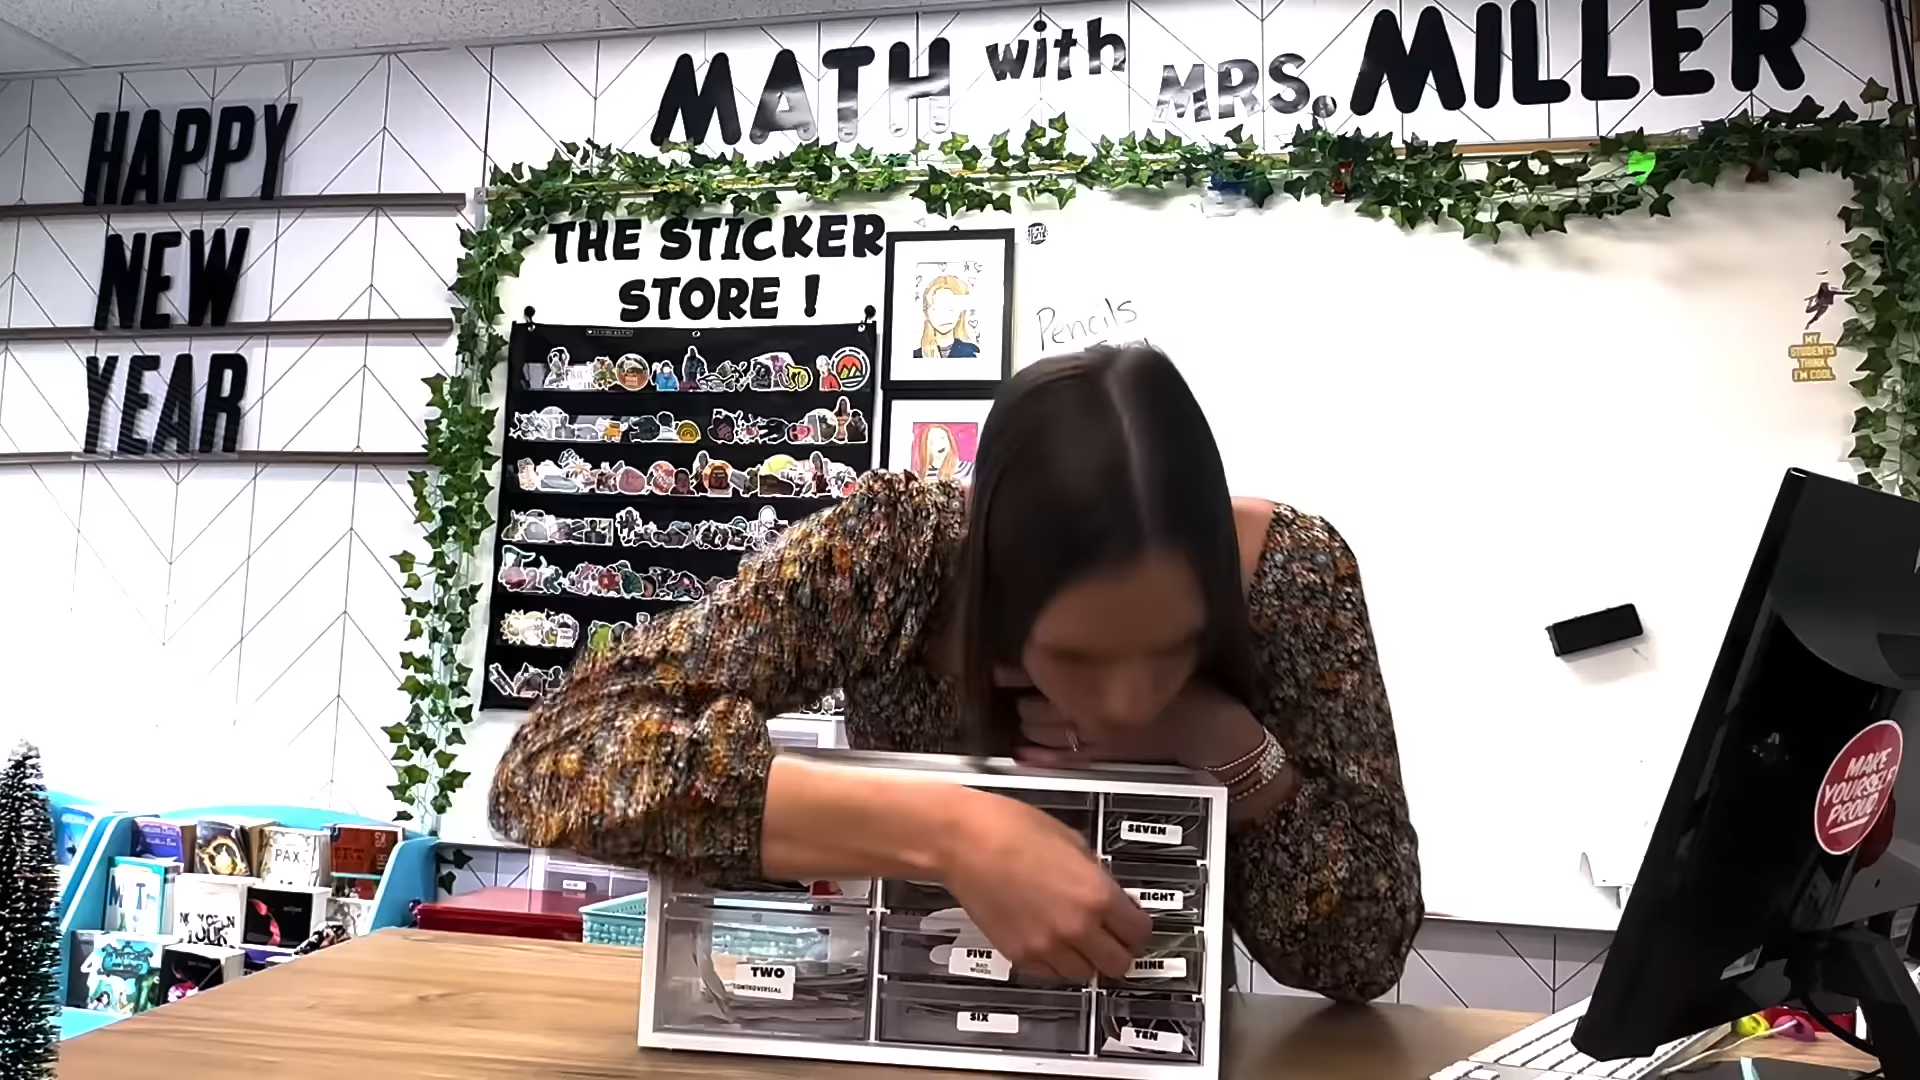 MATH with MRS. MILLER
HAPPY
NEW
YEAR
THE STICKER
STORE !
Pencils
MY
STUDENTS
THINK
I'M COOL
MAKE
YOURSELF
PROUD
SEVEN
EIGHT
NINE
TEN
FIVE
BAD
WORDS
SIX
TWO
CONTROVERSIAL
PAX